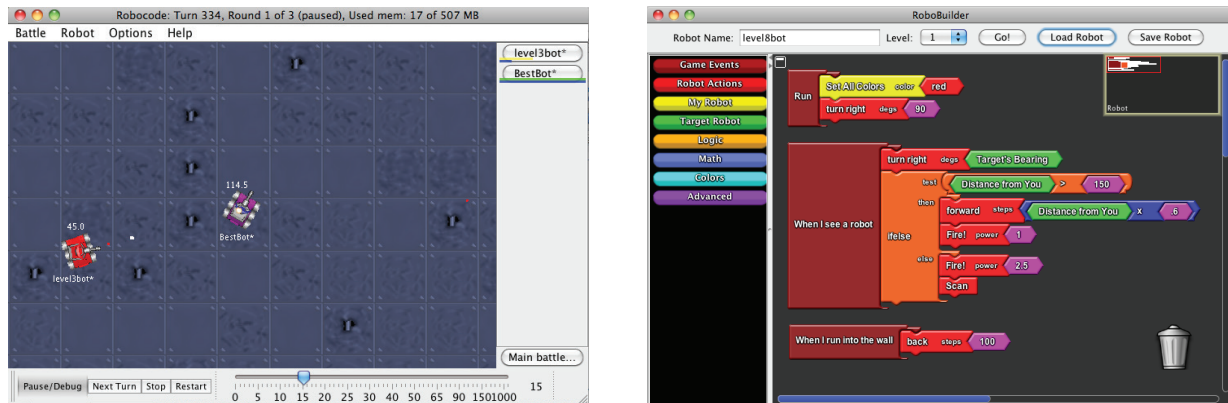 Robocode: Turn 334, Round 1 of 3 (paused), Used mem: 17 of 507 MB
Battle Robot Options Help
level3bot*
BestBot*
114.5
BestBot*
45.0
level3bot*
Main battle...
Pause/Debug Next Turn Stop Restart
0 5 10 15 20 25 30 40 50 65 90 1501000
15
RoboBuilder
Robot Name: level8bot Level: 1 Go! Load Robot Save Robot
Game Events
Robot Actions
My Robot
Target Robot
Logic
Math
Colors
Advanced
Run
Set All Colors color red
turn right degs 90
Robot
When I see a robot
turn right degs Target's Bearing
ifelse
test Distance from You > 150
then forward steps Distance from You x .6
Fire! power 1
else Fire! power 2.5
Scan
When I run into the wall back steps 100